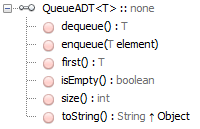 QueueADT<T> :: none
dequeue() : T
enqueue(T element)
first() : T
isEmpty() : boolean
size() : int
toString() : String ↑ Object